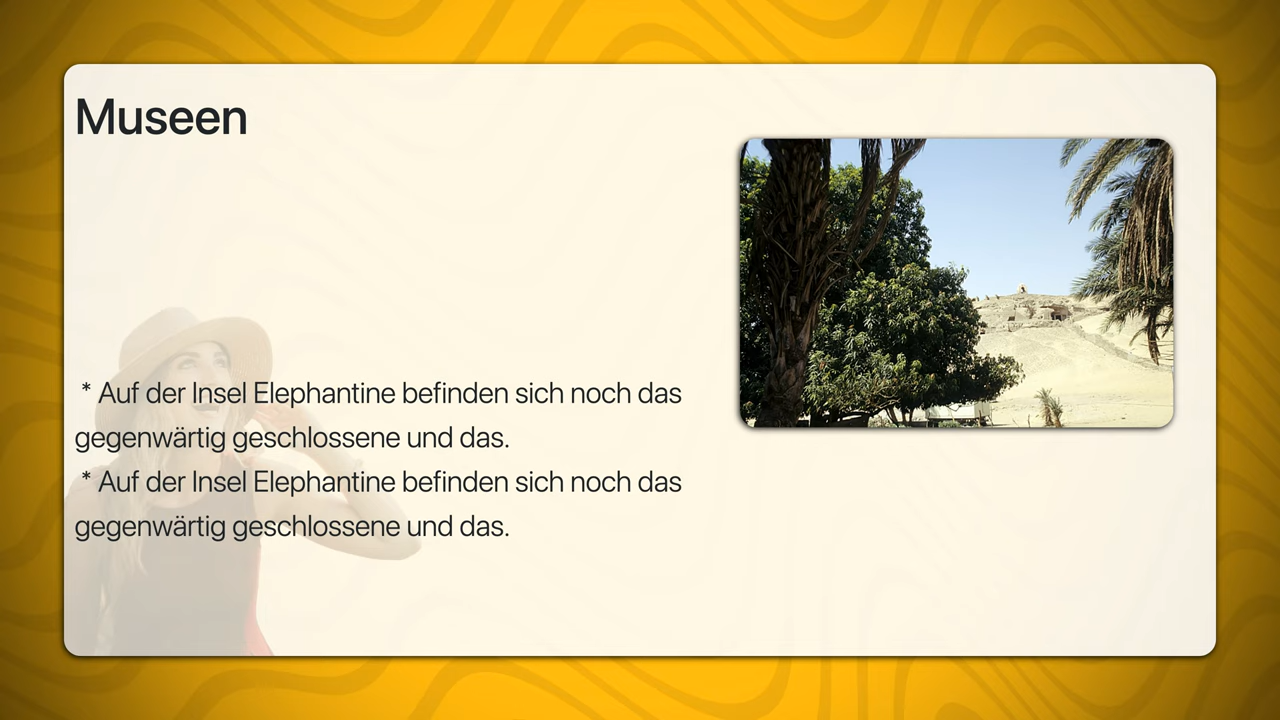 Museen
* Auf der Insel Elephantine befinden sich noch das
gegenwärtig geschlossene und das.
* Auf der Insel Elephantine befinden sich noch das
gegenwärtig geschlossene und das.